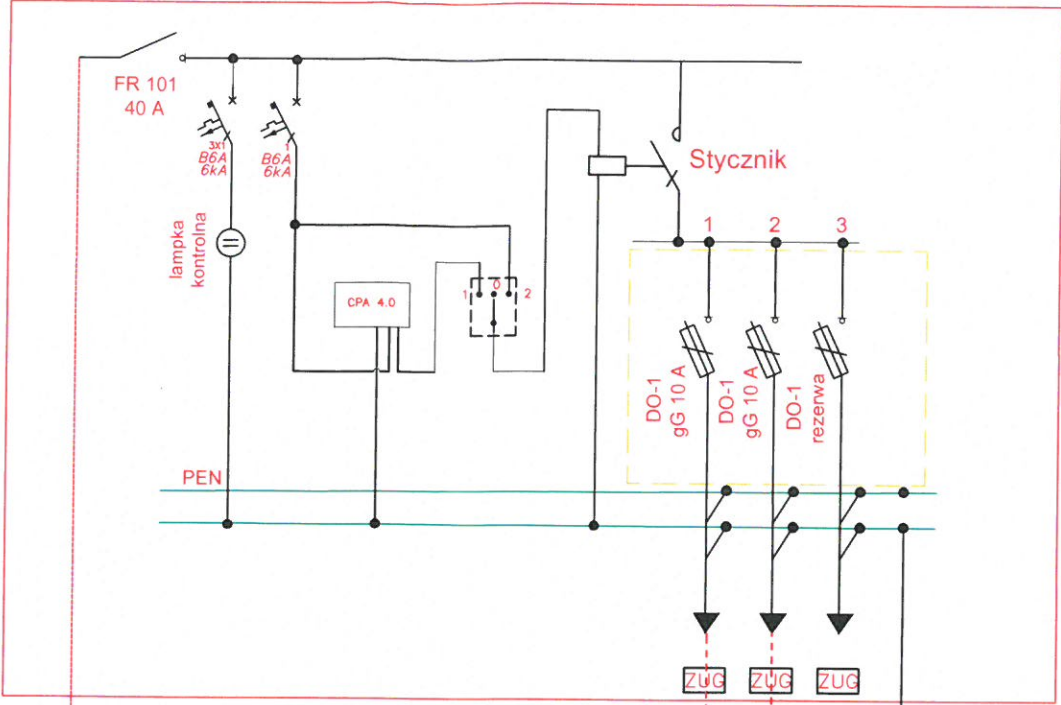 FR 101
40 A
3X1
B6A
6kA
1
B6A
6kA
lampka
kontrolna
CPA 4.0
1
0
2
Stycznik
1
2
3
DO-1
gG 10 A
DO-1
gG 10 A
DO-1
rezerwa
PEN
ZUG
ZUG
ZUG